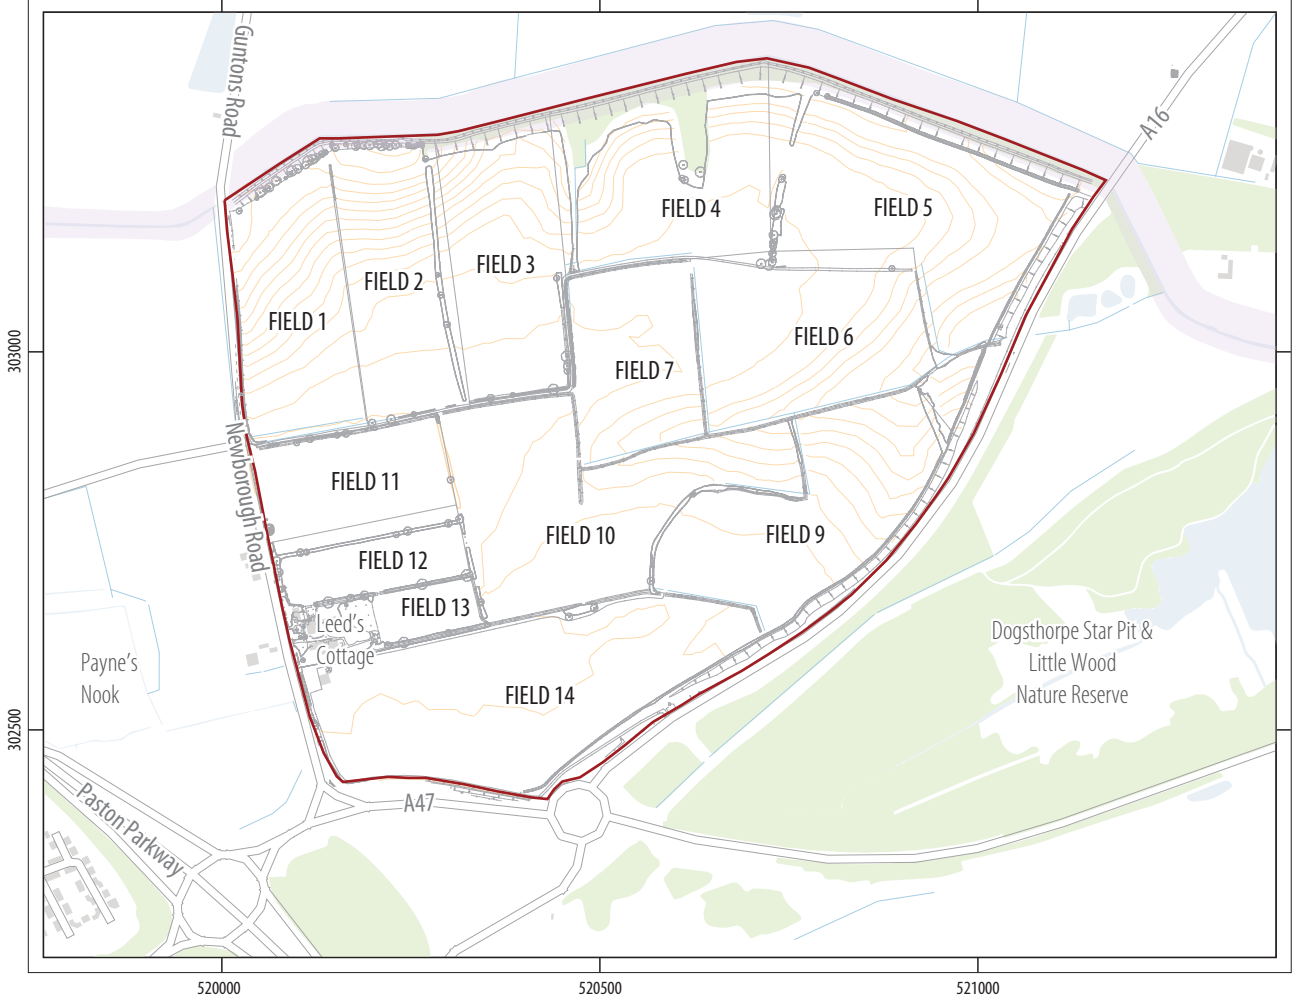 Guntons Road
A16
FIELD 4
FIELD 5
FIELD 3
FIELD 2
FIELD 1
FIELD 6
FIELD 7
303000
Newborough Road
FIELD 11
FIELD 10
FIELD 9
FIELD 12
FIELD 13
Leed's
Cottage
Payne's
Nook
Dogsthorpe Star Pit &
Little Wood
Nature Reserve
FIELD 14
302500
A47
Paston Parkway
520000
520500
521000